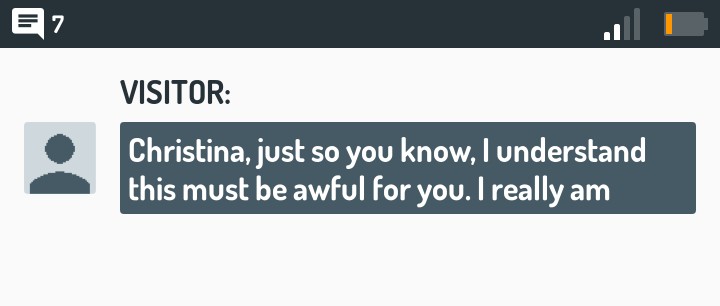 7
VISITOR:
Christina, just so you know, I understand
this must be awful for you. I really am